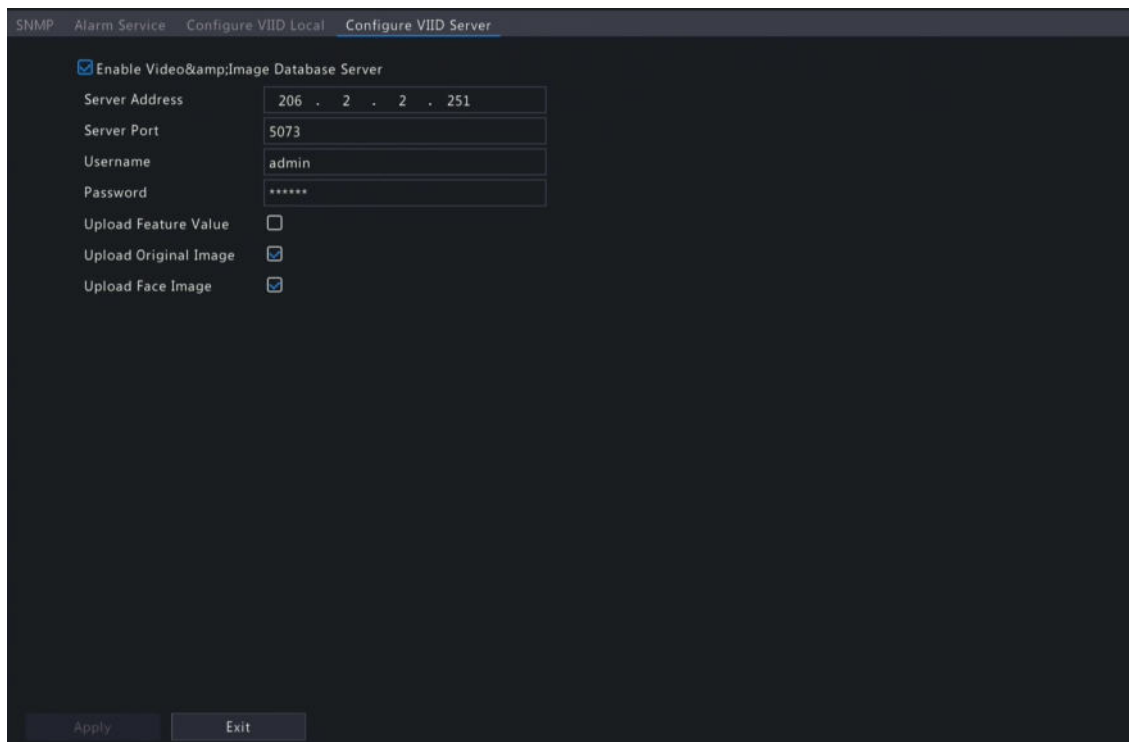 SNMP Alarm Service Configure VIID Local Configure VIID Server
Enable Video&amp;Image Database Server
Server Address 206 . 2 . 2 . 251
Server Port 5073
Username admin
Password ******
Upload Feature Value
Upload Original Image
Upload Face Image
Apply Exit